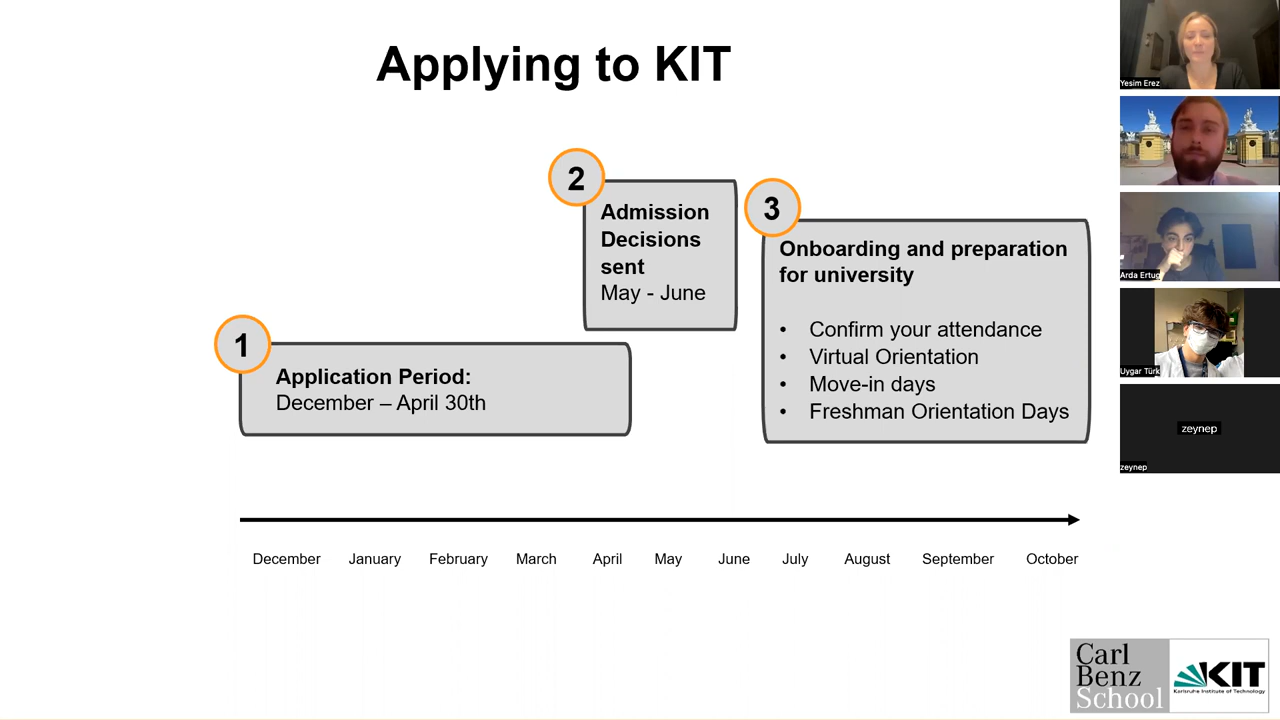 Applying to KIT
1
Application Period:
December – April 30th
2
Admission
Decisions
sent
May - June
3
Onboarding and preparation
for university
• Confirm your attendance
• Virtual Orientation
• Move-in days
• Freshman Orientation Days
December January February March April May June July August September October
Yesim Erez
Arda Ertug
Uygar Türk
zeynep
zeynep
Carl
Benz
School
KIT
Karlsruhe Institute of Technology